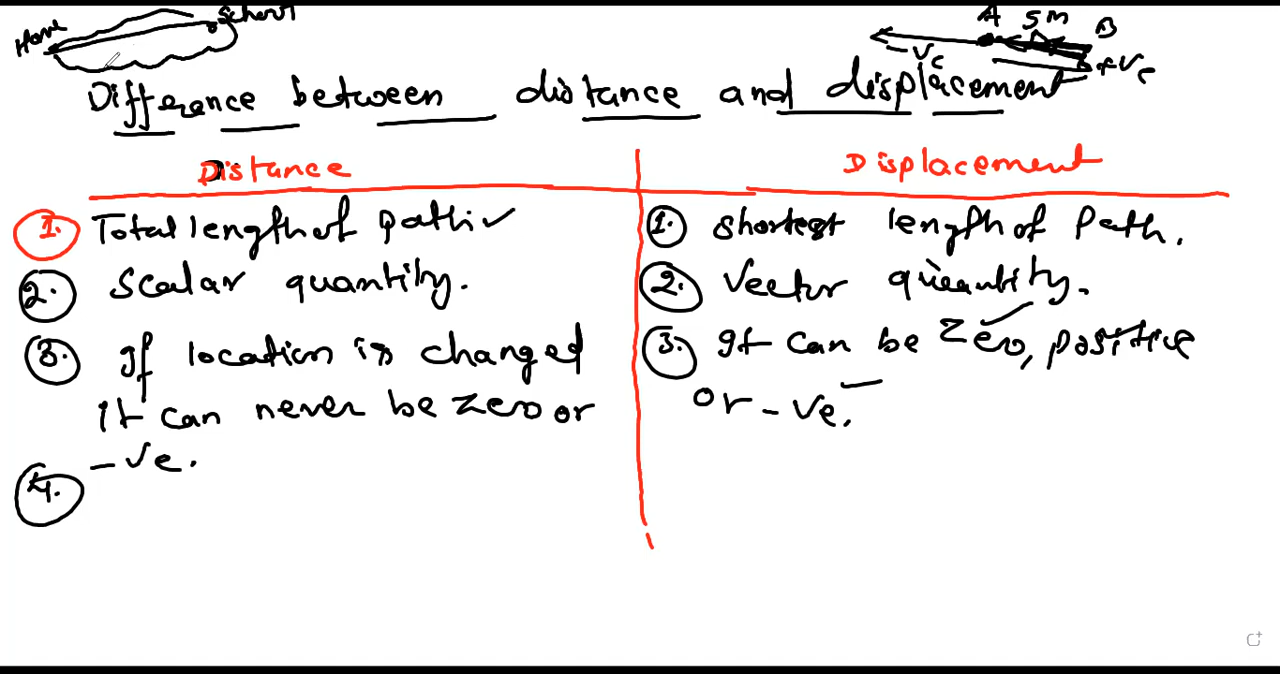 Home
School
A 5m B
-ve
+ve
Difference between distance and displacement
Distance
Displacement
1. Total length of path
2. Scalar quantity.
3. If location is changed
it can never be zero or
-ve.
4.
1. shortest length of Path.
2. Vector quantity.
3. It can be zero, positive
or -ve.